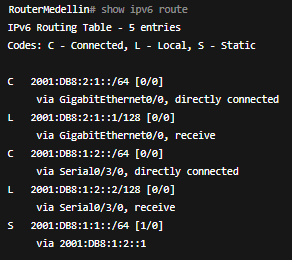 RouterMedellin# show ipv6 route
IPv6 Routing Table - 5 entries
Codes: C - Connected, L - Local, S - Static
C 2001:DB8:2:1::/64 [0/0]
via GigabitEthernet0/0, directly connected
L 2001:DB8:2:1::1/128 [0/0]
via GigabitEthernet0/0, receive
C 2001:DB8:1:2::/64 [0/0]
via Serial0/3/0, directly connected
L 2001:DB8:1:2::2/128 [0/0]
via Serial0/3/0, receive
S 2001:DB8:1:1::/64 [1/0]
via 2001:DB8:1:2::1